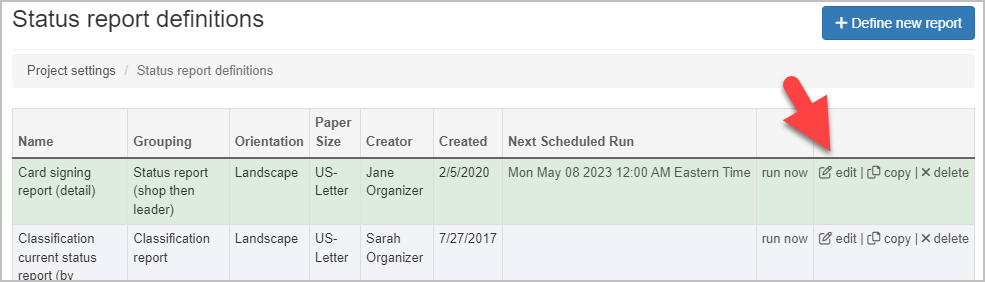 Status report definitions
+ Define new report
Project settings / Status report definitions
Name Grouping Orientation Paper Size Creator Created Next Scheduled Run
Card signing report (detail) Status report (shop then leader) Landscape US-Letter Jane Organizer 2/5/2020 Mon May 08 2023 12:00 AM Eastern Time run now edit | copy | × delete
Classification current status report (by Classification report Landscape US-Letter Sarah Organizer 7/27/2017 run now edit | copy | × delete